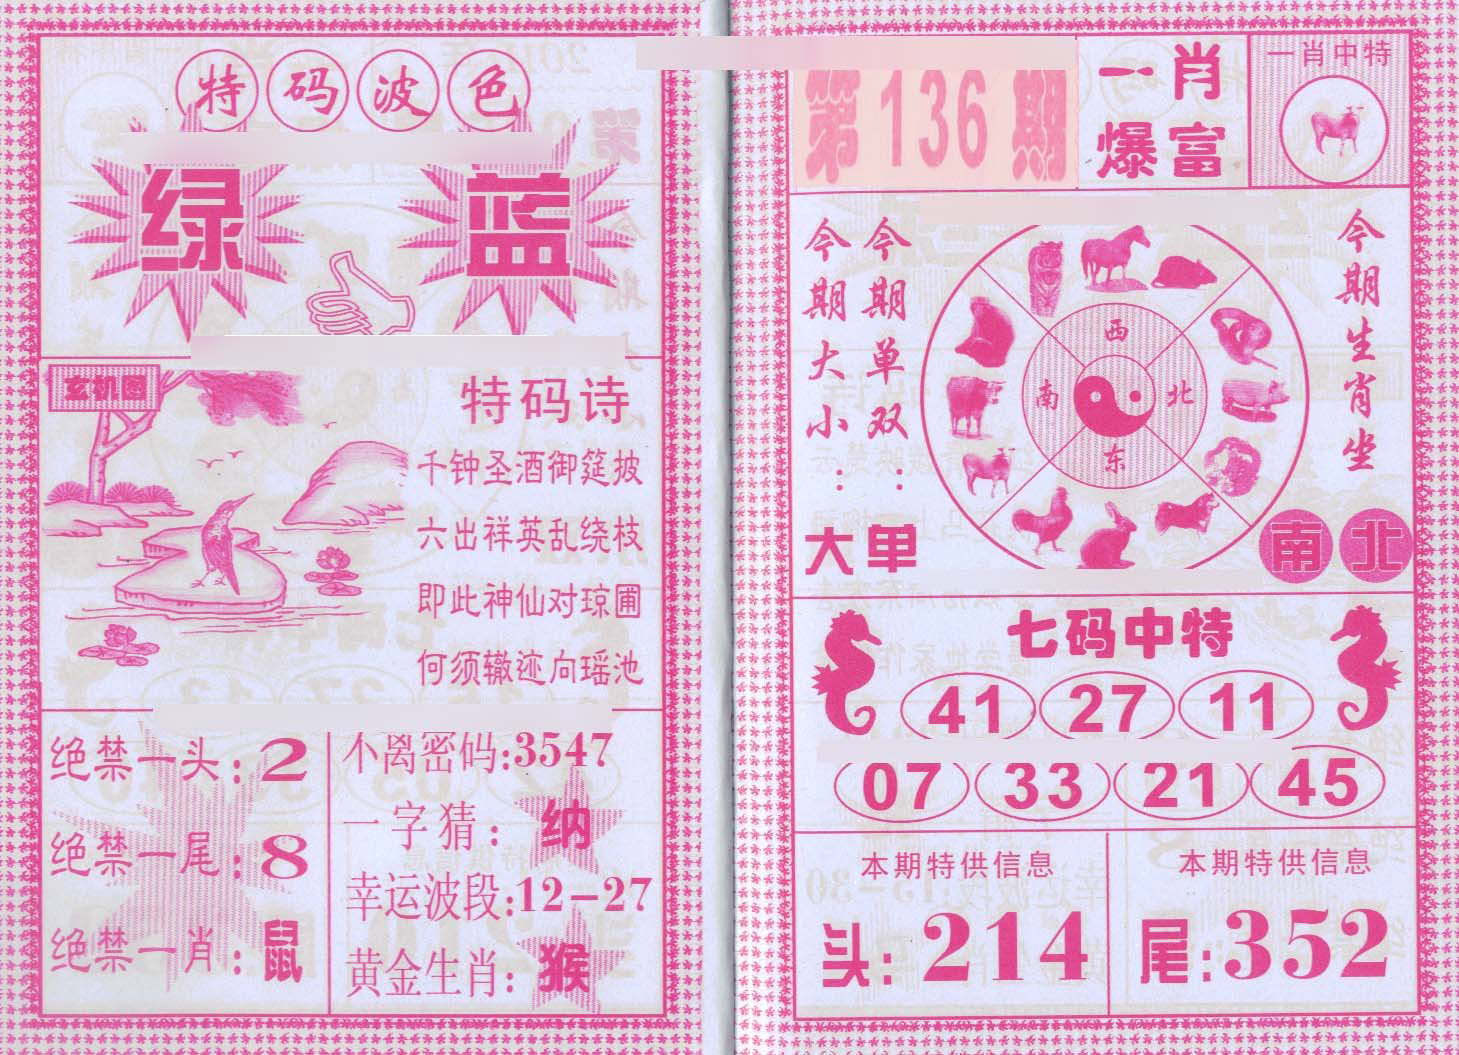 特码波色
绿 蓝
玄机图
特码诗
千钟圣酒御筵披
六出祥英乱绕枝
即此神仙对琼圃
何须辙迹向瑶池
绝禁一头:2
绝禁一尾:8
绝禁一肖:鼠
不离密码:3547
一字猜:纳
幸运波段:12-27
黄金生肖:猴
第136期
一肖
爆富
一肖中特
今期大小:大
今期单双:单
西
南 北
东
今期生肖坐
南 北
七码中特
41 27 11
07 33 21 45
本期特供信息
头:214
本期特供信息
尾:352